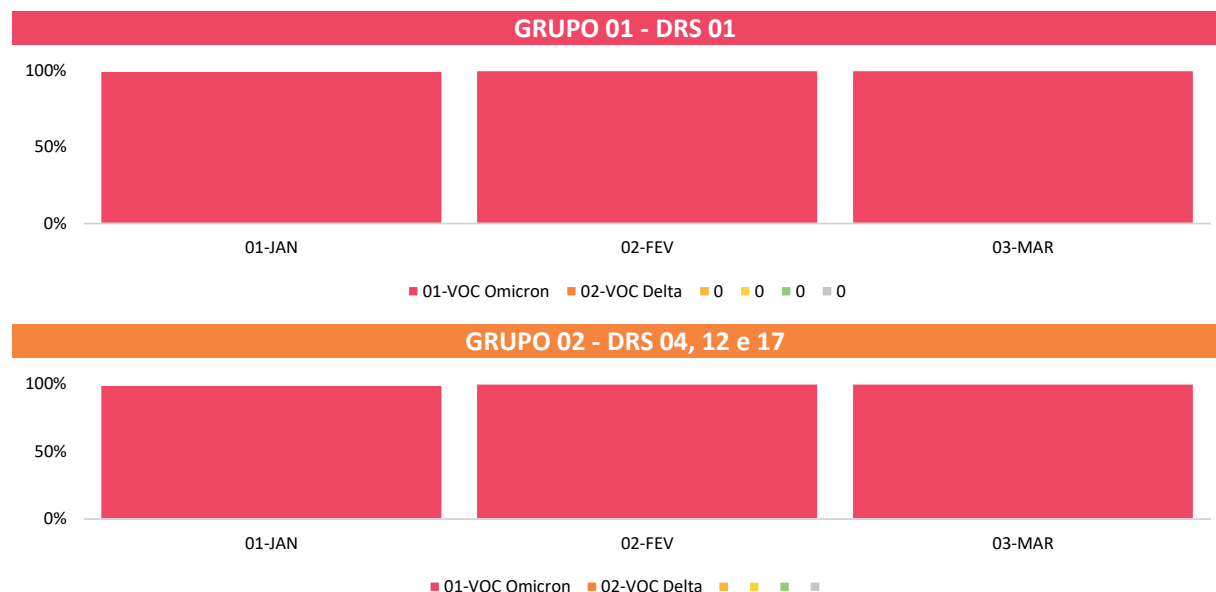 GRUPO 01 - DRS 01
100%
50%
0%
01-JAN 02-FEV 03-MAR
01-VOC Omicron 02-VOC Delta 0 0 0 0
GRUPO 02 - DRS 04, 12 e 17
100%
50%
0%
01-JAN 02-FEV 03-MAR
01-VOC Omicron 02-VOC Delta